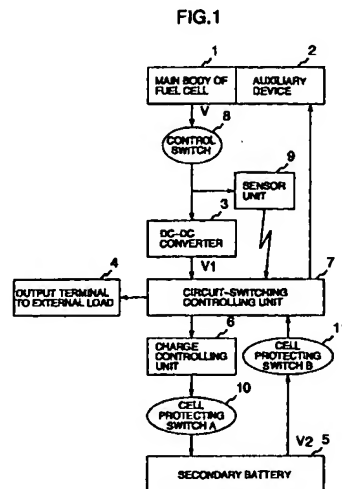 FIG.1
1
2
MAIN BODY OF
FUEL CELL
AUXILIARY
DEVICE
V
8
CONTROL
SWITCH
9
SENSOR
UNIT
3
DC-DC
CONVERTER
4
V1
7
OUTPUT TERMINAL
TO EXTERNAL LOAD
CIRCUIT-SWITCHING
CONTROLLING UNIT
6
CHARGE
CONTROLLING
UNIT
11
CELL
PROTECTING
SWITCH B
10
CELL
PROTECTING
SWITCH A
V2
5
SECONDARY BATTERY